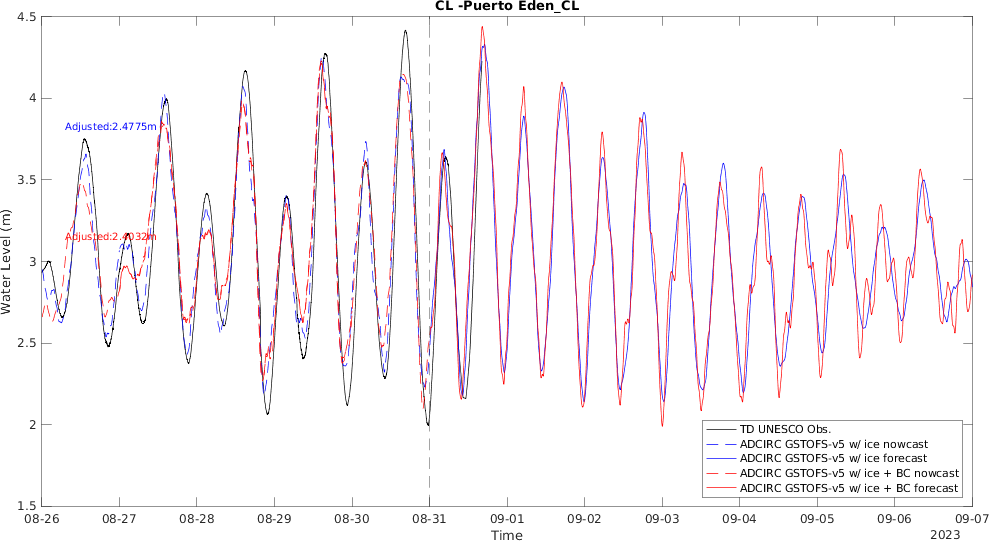 CL -Puerto Eden_CL
4.5
4
3.5
3
2.5
2
1.5
Water Level (m)
Adjusted:2.4775m
Adjusted:2.4032m
TD UNESCO Obs.
ADCIRC GSTOFS-v5 w/ ice nowcast
ADCIRC GSTOFS-v5 w/ ice forecast
ADCIRC GSTOFS-v5 w/ ice + BC nowcast
ADCIRC GSTOFS-v5 w/ ice + BC forecast
08-26 08-27 08-28 08-29 08-30 08-31 09-01 09-02 09-03 09-04 09-05 09-06 09-07
Time
2023